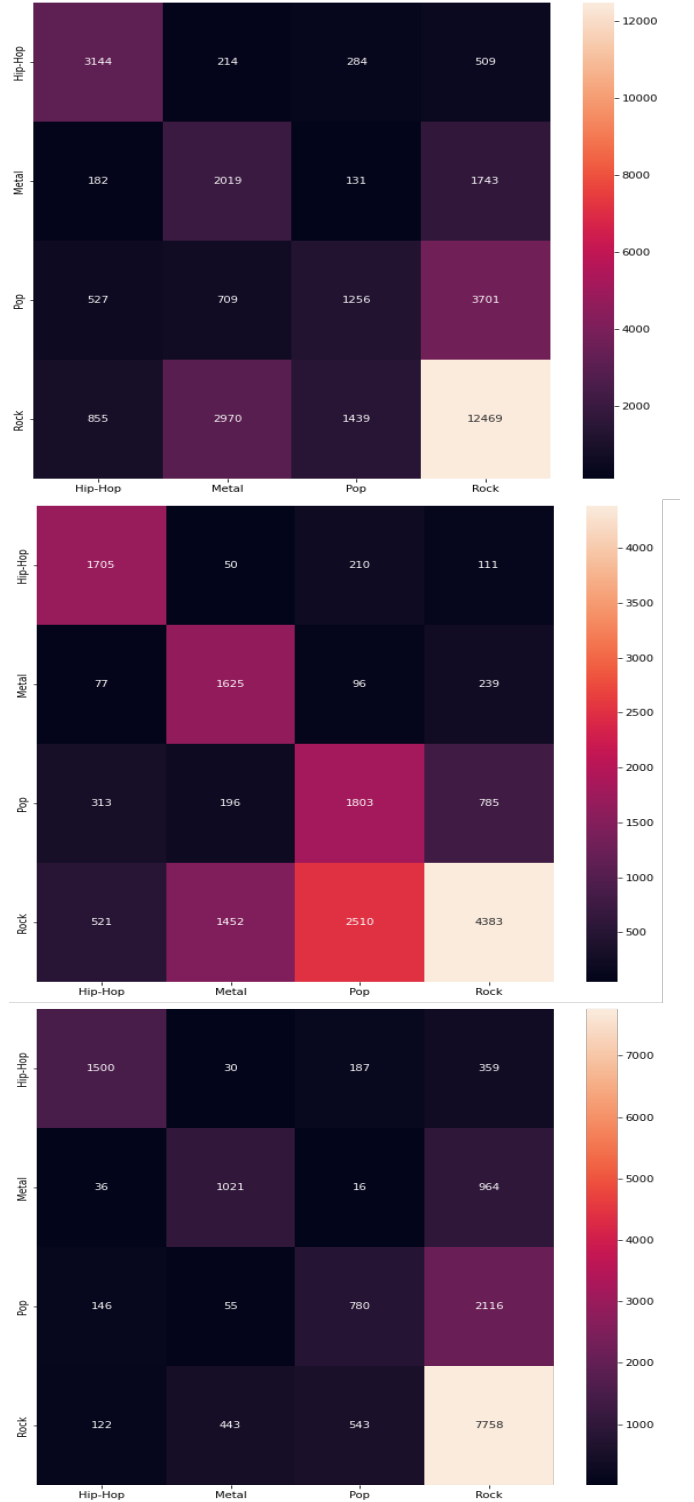 12000
Hip-Hop 3144 214 284 509
10000
8000
Metal 182 2019 131 1743
6000
Pop 527 709 1256 3701
4000
Rock 855 2970 1439 12469
2000
Hip-Hop Metal Pop Rock
4000
Hip-Hop 1705 50 210 111
3500
3000
Metal 77 1625 96 239
2500
2000
Pop 313 196 1803 785
1500
1000
Rock 521 1452 2510 4383
500
Hip-Hop Metal Pop Rock
7000
Hip-Hop 1500 30 187 359
6000
5000
Metal 36 1021 16 964
4000
3000
Pop 146 55 780 2116
2000
Rock 122 443 543 7758
1000
Hip-Hop Metal Pop Rock